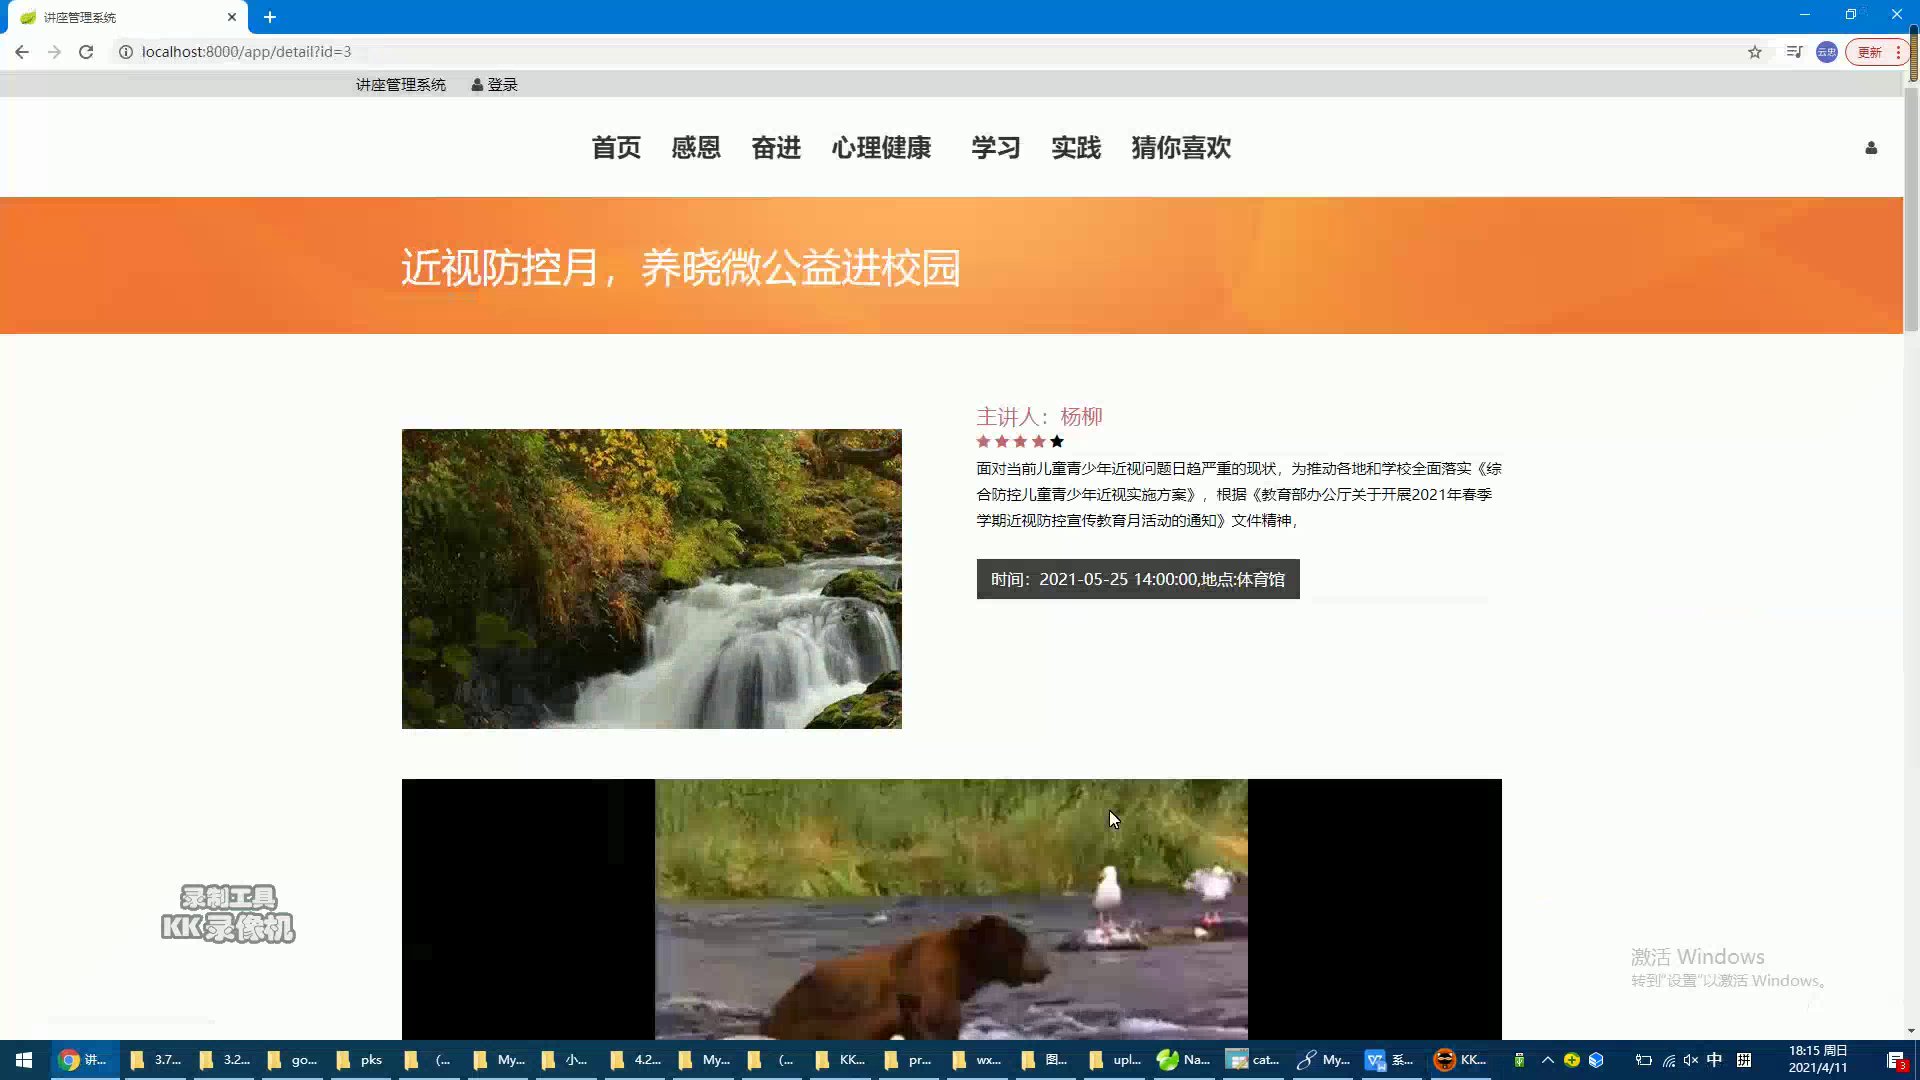 讲座管理系统
localhost:8000/app/detail?id=3
云忠
更新
讲座管理系统 登录
首页 感恩 奋进 心理健康 学习 实践 猜你喜欢
近视防控月，养晓微公益进校园
主讲人：杨柳
面对当前儿童青少年近视问题日趋严重的现状，为推动各地和学校全面落实《综
合防控儿童青少年近视实施方案》，根据《教育部办公厅关于开展2021年春季
学期近视防控宣传教育月活动的通知》文件精神，
时间：2021-05-25 14:00:00,地点:体育馆
录制工具
KK录像机
激活 Windows
转到"设置"以激活 Windows。
讲... 3.7... 3.2... go... pks (... My... 小... 4.2... My... (... KK... pr... wx... 图... upl... Na... cat... My... 系... KK... 中 拼
18:15 周日
2021/4/11
3